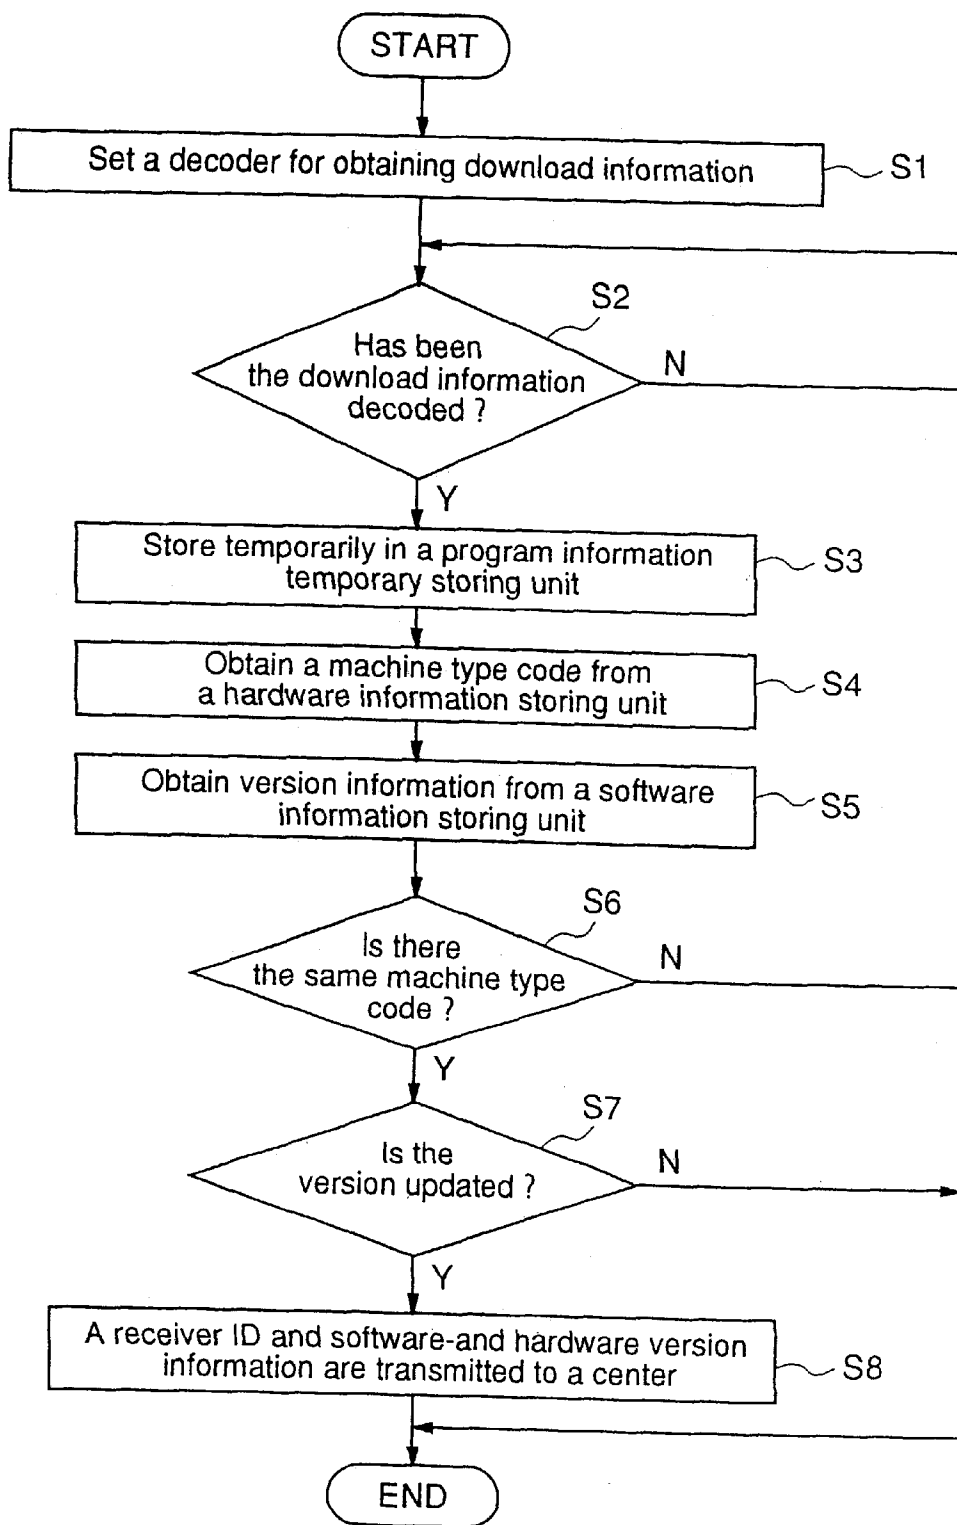 START
Set a decoder for obtaining download information
S1
S2
Has been
the download information
decoded ?
N
Y
Store temporarily in a program information
temporary storing unit
S3
Obtain a machine type code from
a hardware information storing unit
S4
Obtain version information from a software
information storing unit
S5
S6
Is there
the same machine type
code ?
N
Y
S7
Is the
version updated ?
N
Y
A receiver ID and software-and hardware version
information are transmitted to a center
S8
END